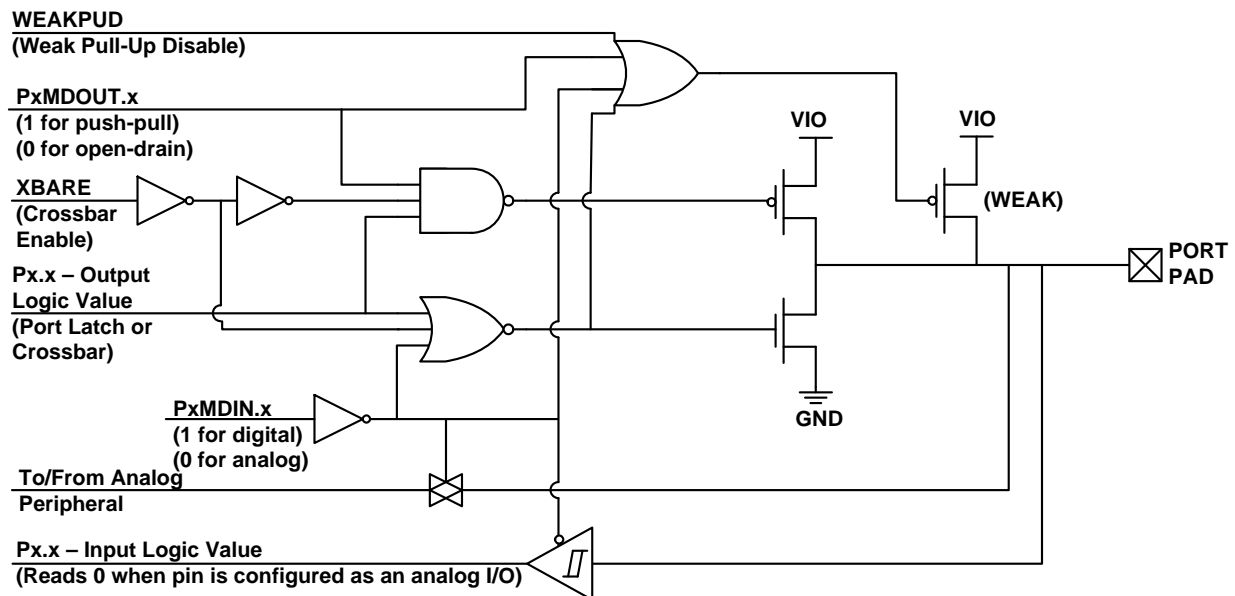 WEAKPUD
(Weak Pull-Up Disable)
PxMDOUT.x
(1 for push-pull)
(0 for open-drain)
XBARE
(Crossbar
Enable)
Px.x – Output
Logic Value
(Port Latch or
Crossbar)
PxMDIN.x
(1 for digital)
(0 for analog)
To/From Analog
Peripheral
Px.x – Input Logic Value
(Reads 0 when pin is configured as an analog I/O)
VIO
VIO
(WEAK)
GND
PORT
PAD